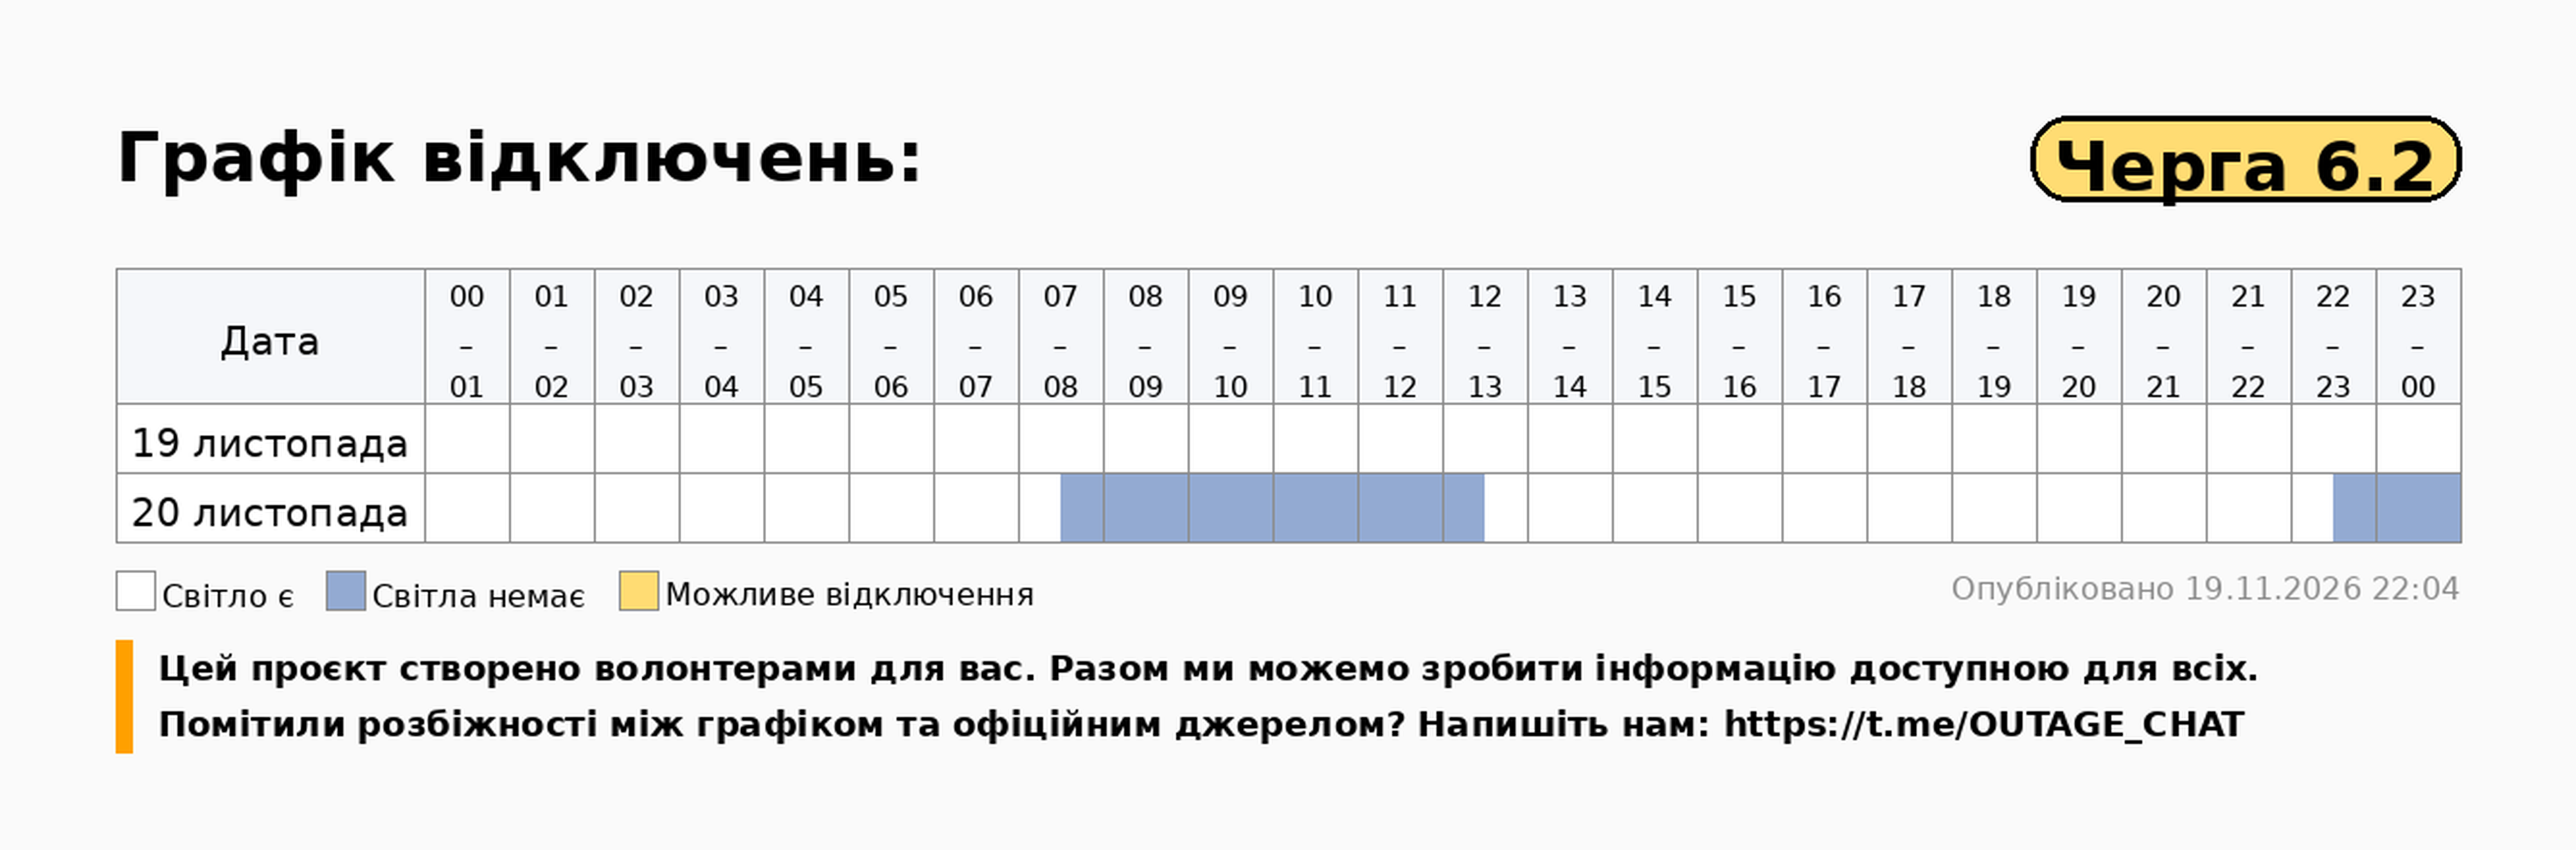 Графік відключень:
Черга 6.2
Дата
00 – 01
01 – 02
02 – 03
03 – 04
04 – 05
05 – 06
06 – 07
07 – 08
08 – 09
09 – 10
10 – 11
11 – 12
12 – 13
13 – 14
14 – 15
15 – 16
16 – 17
17 – 18
18 – 19
19 – 20
20 – 21
21 – 22
22 – 23
23 – 00
19 листопада
20 листопада
Світло є
Світла немає
Можливе відключення
Опубліковано 19.11.2026 22:04
Цей проєкт створено волонтерами для вас. Разом ми можемо зробити інформацію доступною для всіх.
Помітили розбіжності між графіком та офіційним джерелом? Напишіть нам: https://t.me/OUTAGE_CHAT